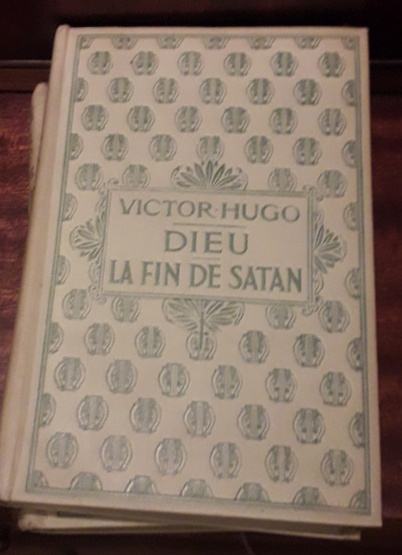 VICTOR·HUGO
DIEU
LA FIN DE SATAN